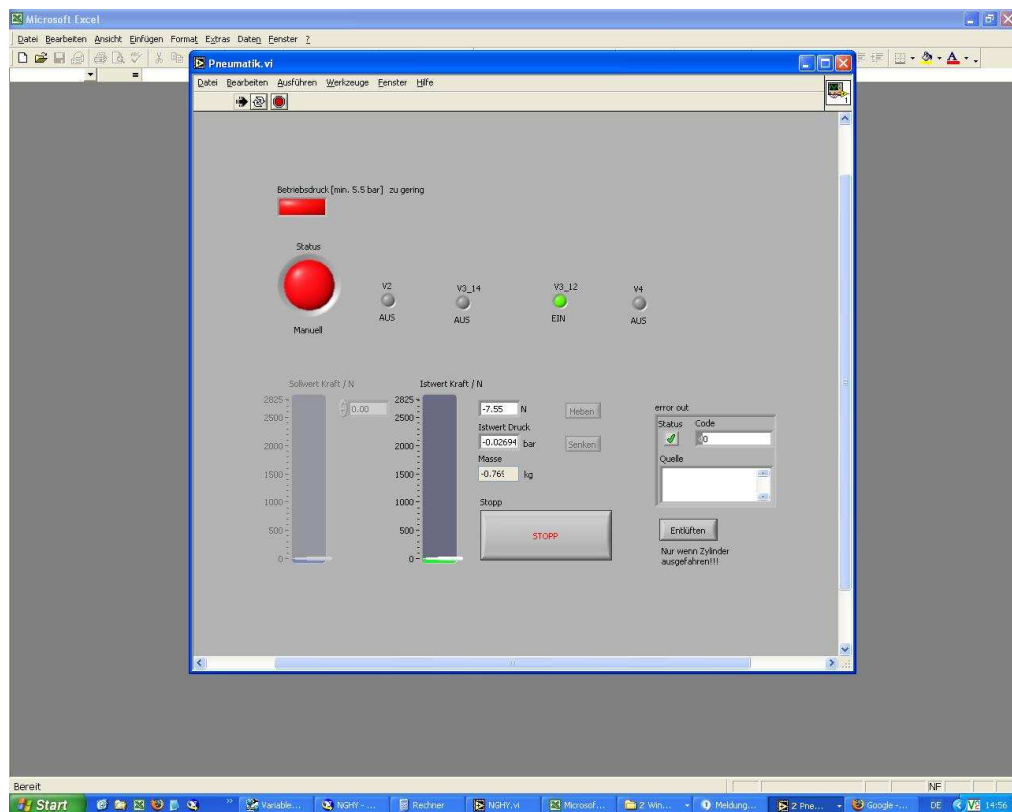 Microsoft Excel
Datei Bearbeiten Ansicht Einfügen Format Extras Daten Fenster ?
=
Pneumatik.vi
Datei Bearbeiten Ausführen Werkzeuge Fenster Hilfe
1
Betriebsdruck [min. 5.5 bar] zu gering
Status
V2
V3_14
V3_12
V4
AUS
AUS
EIN
AUS
Manuell
Sollwert Kraft / N
Istwert Kraft / N
2825
2500
2000
1500
1000
500
0
0.00
2825
2500
2000
1500
1000
500
0
-7.55 N
Heben
Istwert Druck
-0.02694 bar
Senken
Masse
kg
Stopp
STOPP
error out
Status Code
0
Quelle
Entlüften
Nur wenn Zylinder
ausgefahren!!!
Bereit
NF
Start
Variable...
NGHY - ...
Rechner
NGHY.vi
Microsof...
2 Win...
Meldung...
2 Pne...
Google -...
DE
14:56